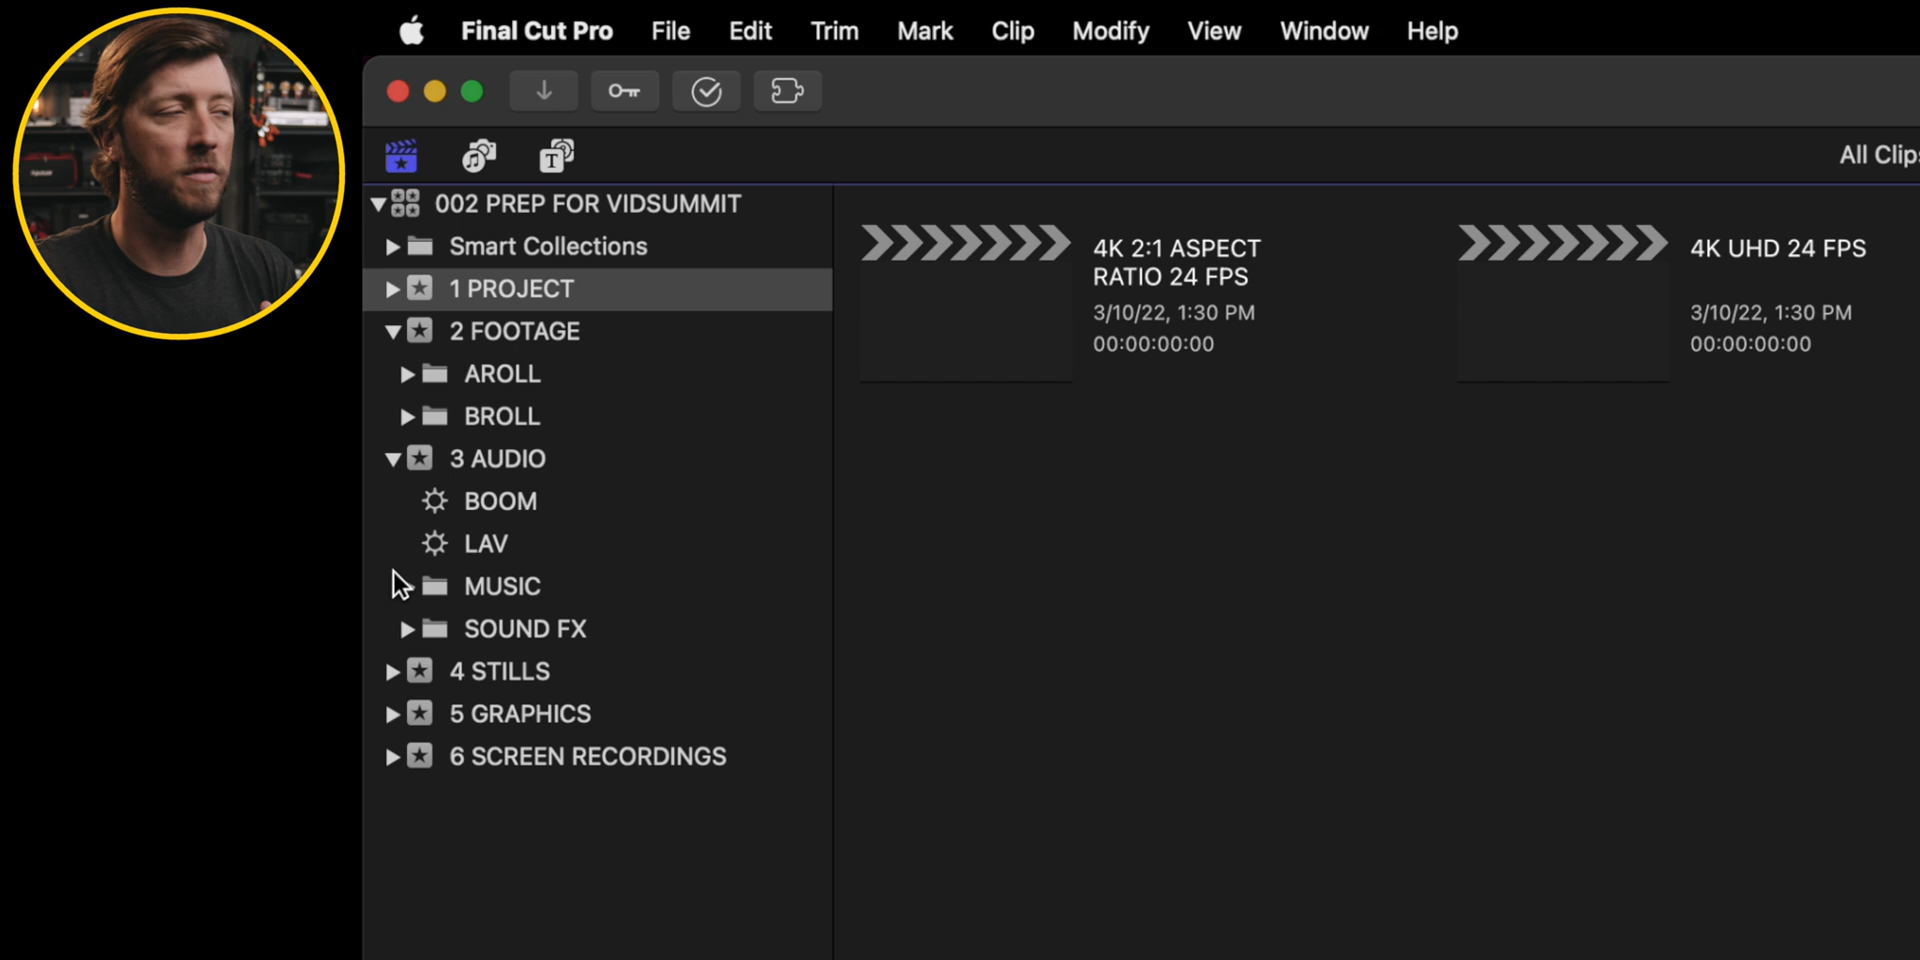 Final Cut Pro File Edit Trim Mark Clip Modify View Window Help
All Clips
002 PREP FOR VIDSUMMIT
Smart Collections
1 PROJECT
2 FOOTAGE
AROLL
BROLL
3 AUDIO
BOOM
LAV
MUSIC
SOUND FX
4 STILLS
5 GRAPHICS
6 SCREEN RECORDINGS
4K 2:1 ASPECT
RATIO 24 FPS
3/10/22, 1:30 PM
00:00:00:00
4K UHD 24 FPS
3/10/22, 1:30 PM
00:00:00:00